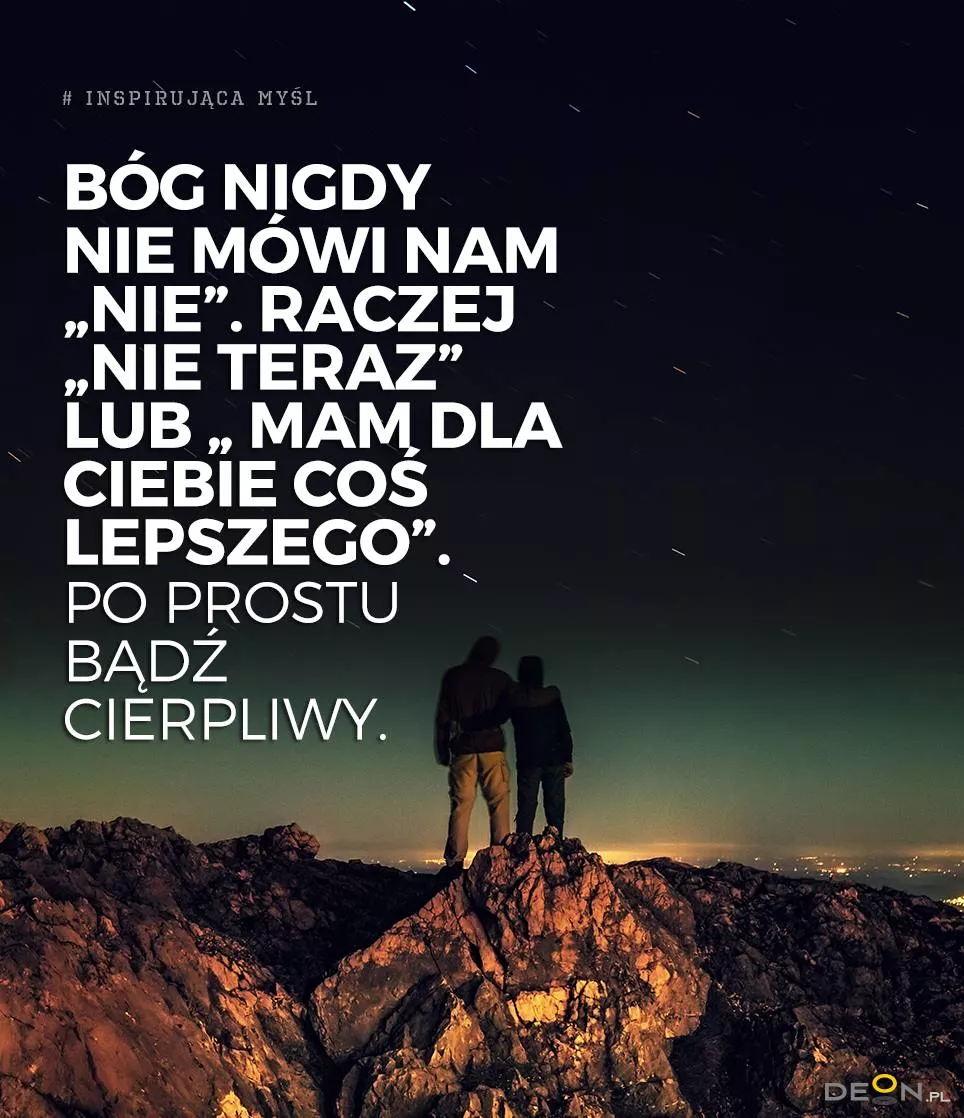 # INSPIRUJĄCA MYŚL
BÓG NIGDY
NIE MÓWI NAM
„NIE”. RACZEJ
„NIE TERAZ”
LUB „ MAM DLA
CIEBIE COŚ
LEPSZEGO”.
PO PROSTU
BĄDŹ
CIERPLIWY.
DEON.PL